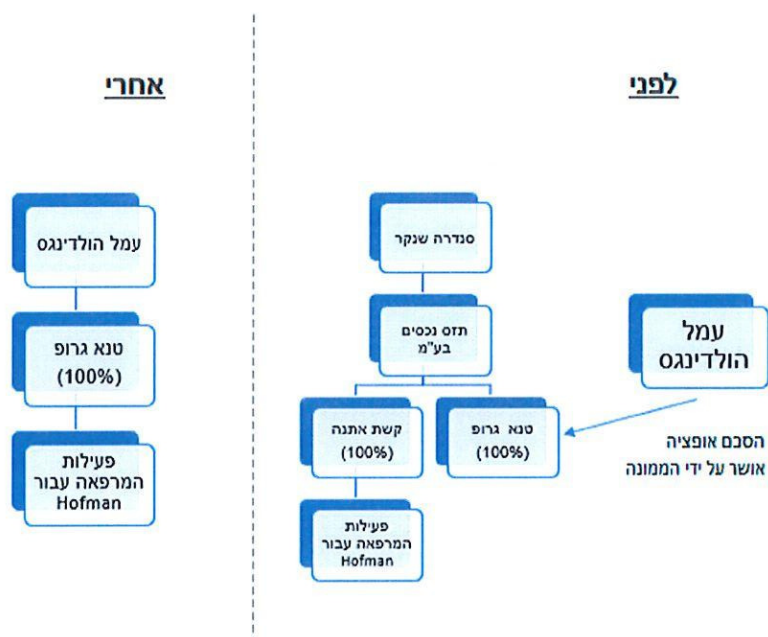 לפני
אחרי
סנדרה שנקר
תזס נכסים
בע"מ
עמל
הולדינגס
טנא גרופ
(100%)
קשת אתנה
(100%)
הסכם אופציה
אושר על ידי הממונה
פעילות
המרפאה עבור
Hofman
עמל הולדינגס
טנא גרופ
(100%)
פעילות
המרפאה עבור
Hofman